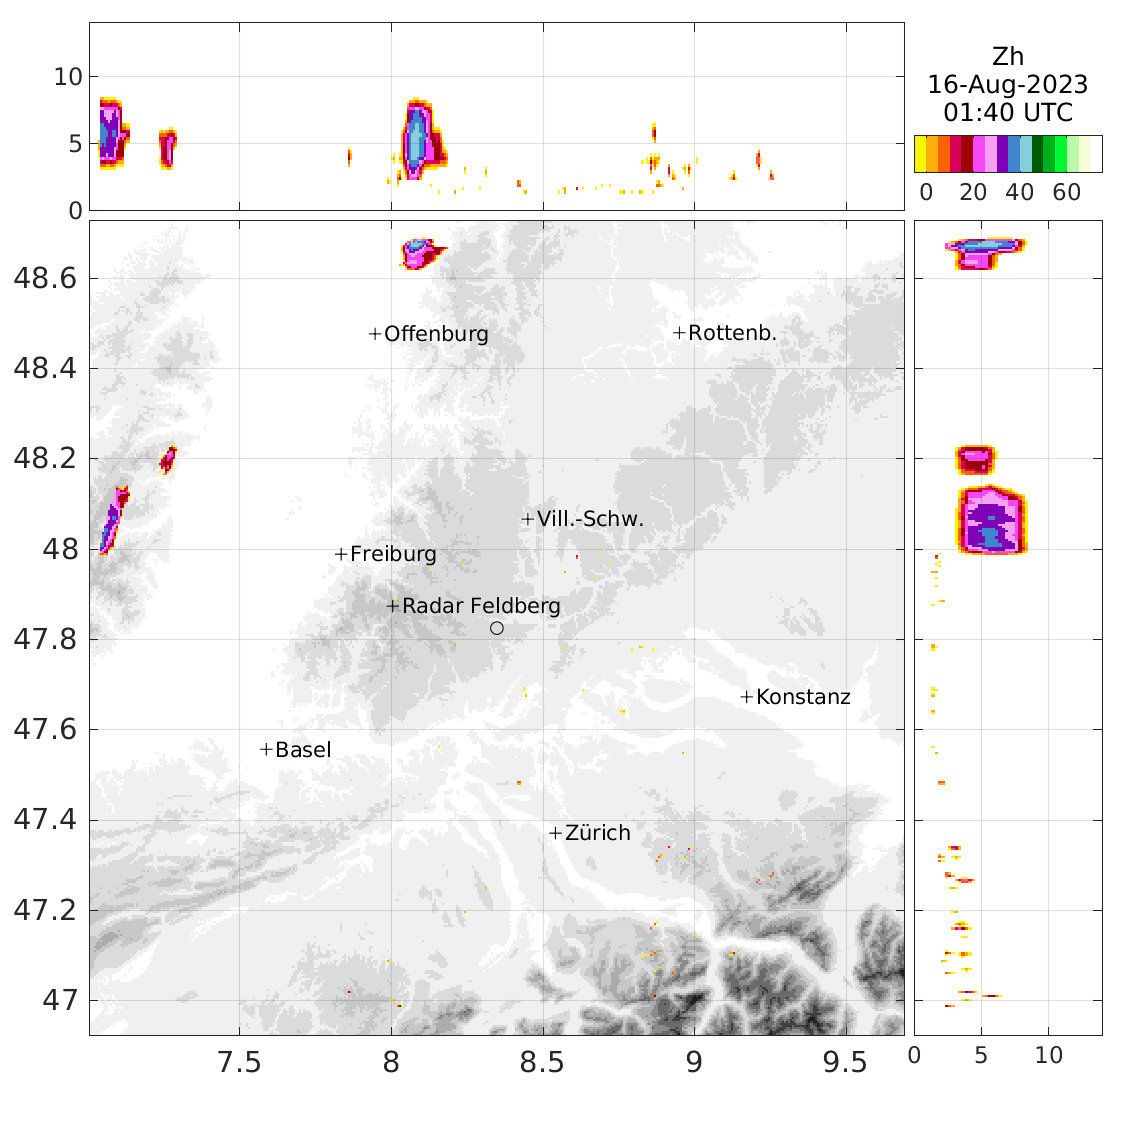 10
5
0
Zh
16-Aug-2023
01:40 UTC
0 20 40 60
48.6
48.4
48.2
48
47.8
47.6
47.4
47.2
47
Offenburg
Rottenb.
Vill.-Schw.
Freiburg
Radar Feldberg
Konstanz
Basel
Zürich
7.5 8 8.5 9 9.5
0 5 10